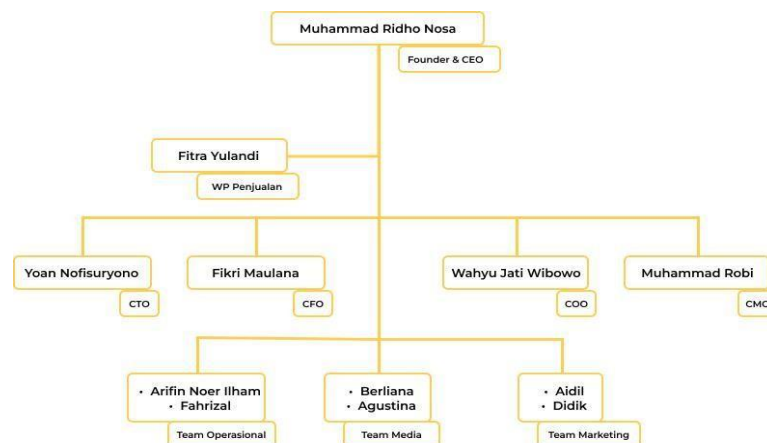 Muhammad Ridho Nosa
Founder & CEO
Fitra Yulandi
WP Penjualan
Yoan Nofisuryono
CTO
Fikri Maulana
CFO
Wahyu Jati Wibowo
COO
Muhammad Robi
CMO
• Arifin Noer Ilham
• Fahrizal
Team Operasional
• Berliana
• Agustina
Team Media
• Aidil
• Didik
Team Marketing